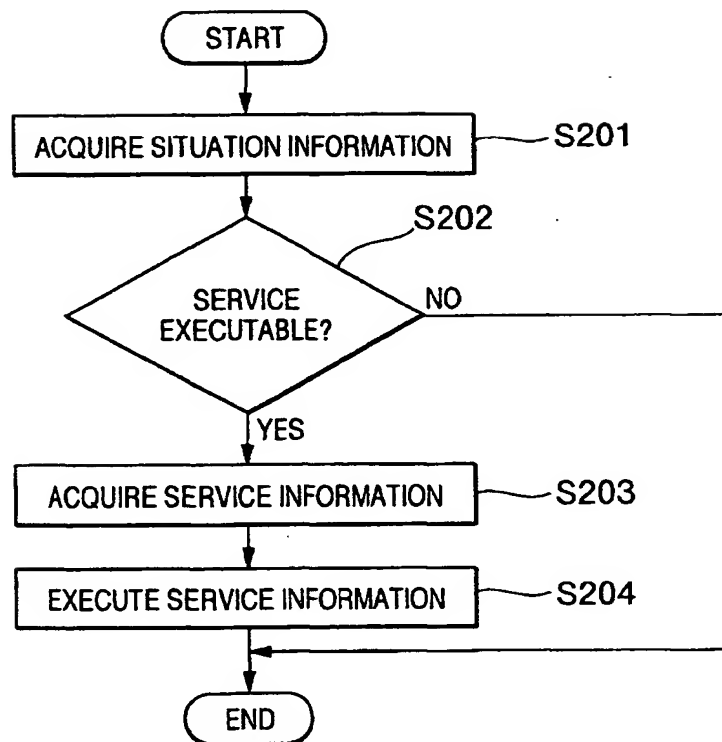 START
ACQUIRE SITUATION INFORMATION
S201
S202
SERVICE
EXECUTABLE?
NO
YES
ACQUIRE SERVICE INFORMATION
S203
EXECUTE SERVICE INFORMATION
S204
END